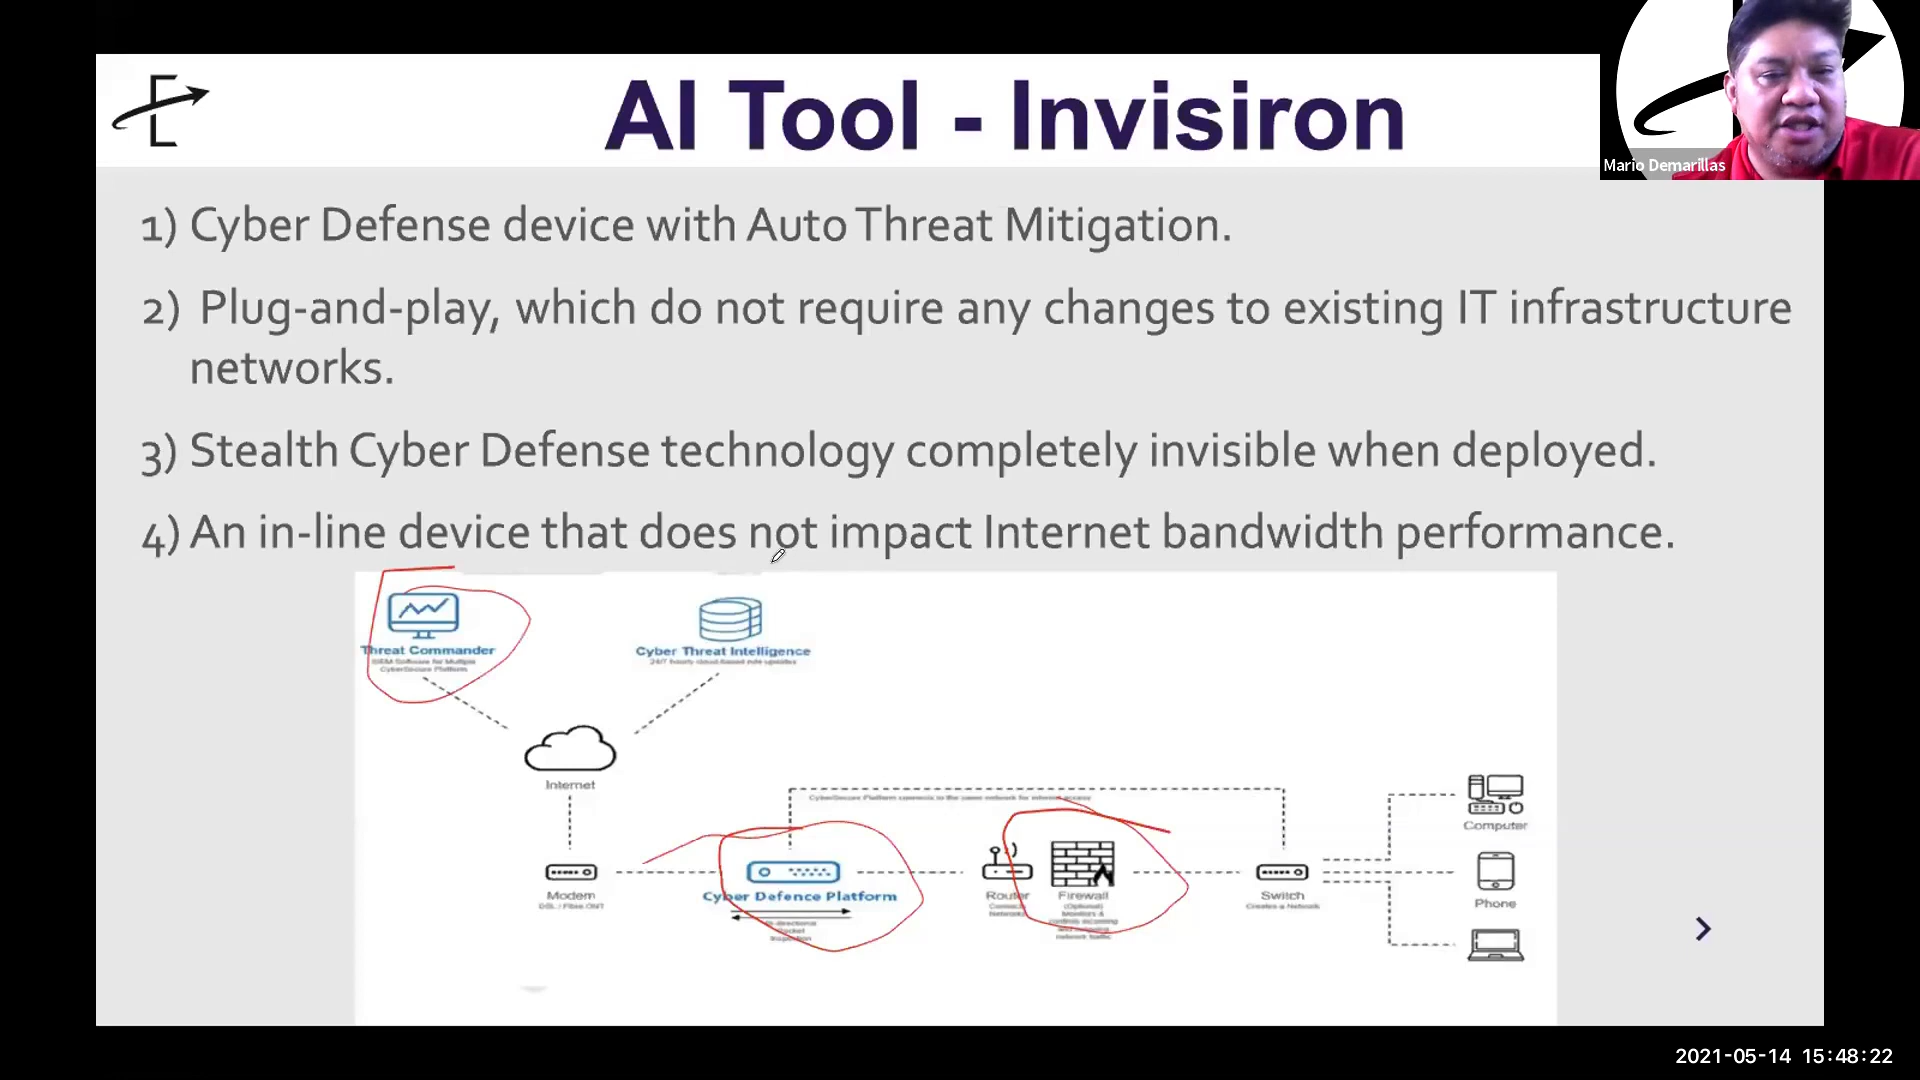 AI Tool - Invisiron
Mario Demarillas
1) Cyber Defense device with Auto Threat Mitigation.
2) Plug-and-play, which do not require any changes to existing IT infrastructure
networks.
3) Stealth Cyber Defense technology completely invisible when deployed.
4) An in-line device that does not impact Internet bandwidth performance.
Threat Commander
SIEM Software for Multiple
CyberSecure Platform
Cyber Threat Intelligence
24/7 hourly cloud-based rule updates
Internet
CyberSecure Platform connects to the same network for internet access
Computer
Modem
DSL / Fibre ONT
Cyber Defence Platform
Bi-directional
Packet
Inspection
Router
Connects
Networks
Firewall
(Optional)
Monitors &
controls incoming
and outgoing
network traffic
Switch
Creates a Network
Phone
2021-05-14 15:48:22